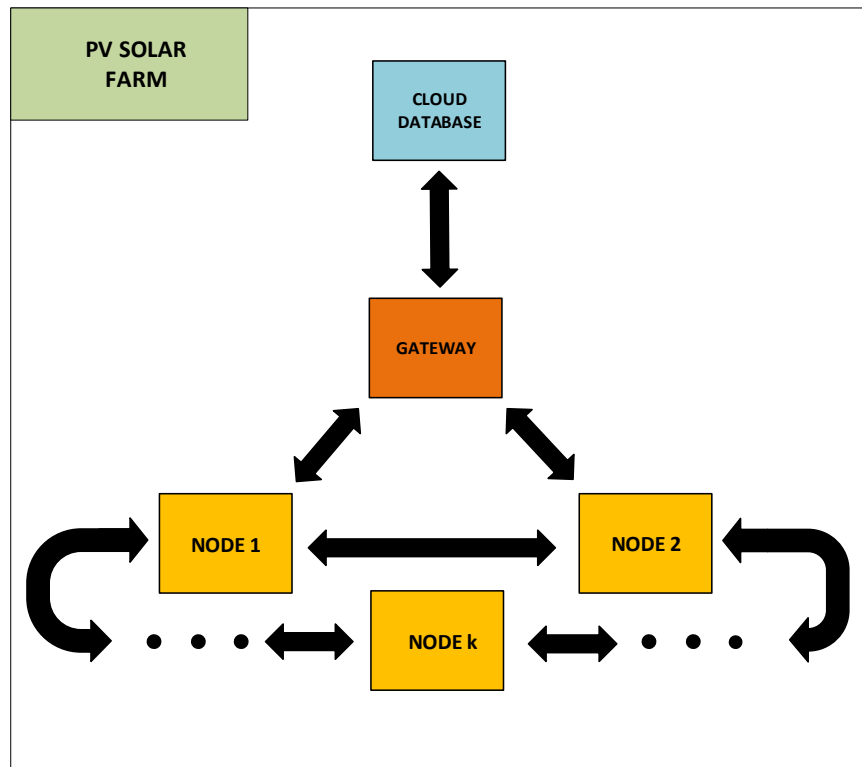 PV SOLAR
FARM
CLOUD
DATABASE
GATEWAY
NODE 1
NODE 2
NODE k